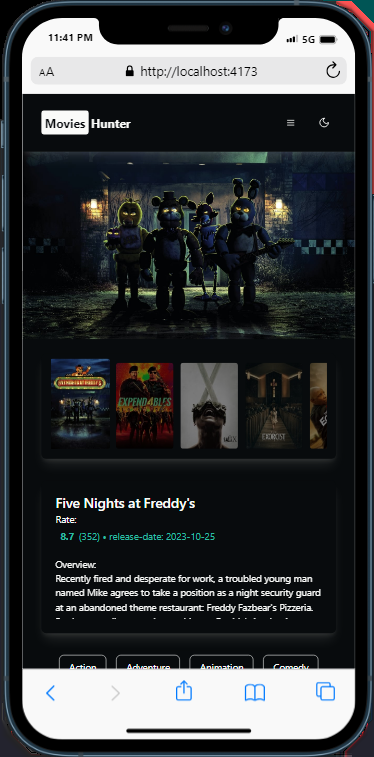 11:41 PM
5G
AA
http://localhost:4173
Movies Hunter
FIVE NIGHTS AT FREDDY'S
EXPEND4BLES
SAW X
EXORCIST
Five Nights at Freddy's
Rate:
8.7 (352) • release-date: 2023-10-25
Overview:
Recently fired and desperate for work, a troubled young man
named Mike agrees to take a position as a night security guard
at an abandoned theme restaurant: Freddy Fazbear's Pizzeria.
Action
Adventure
Animation
Comedy